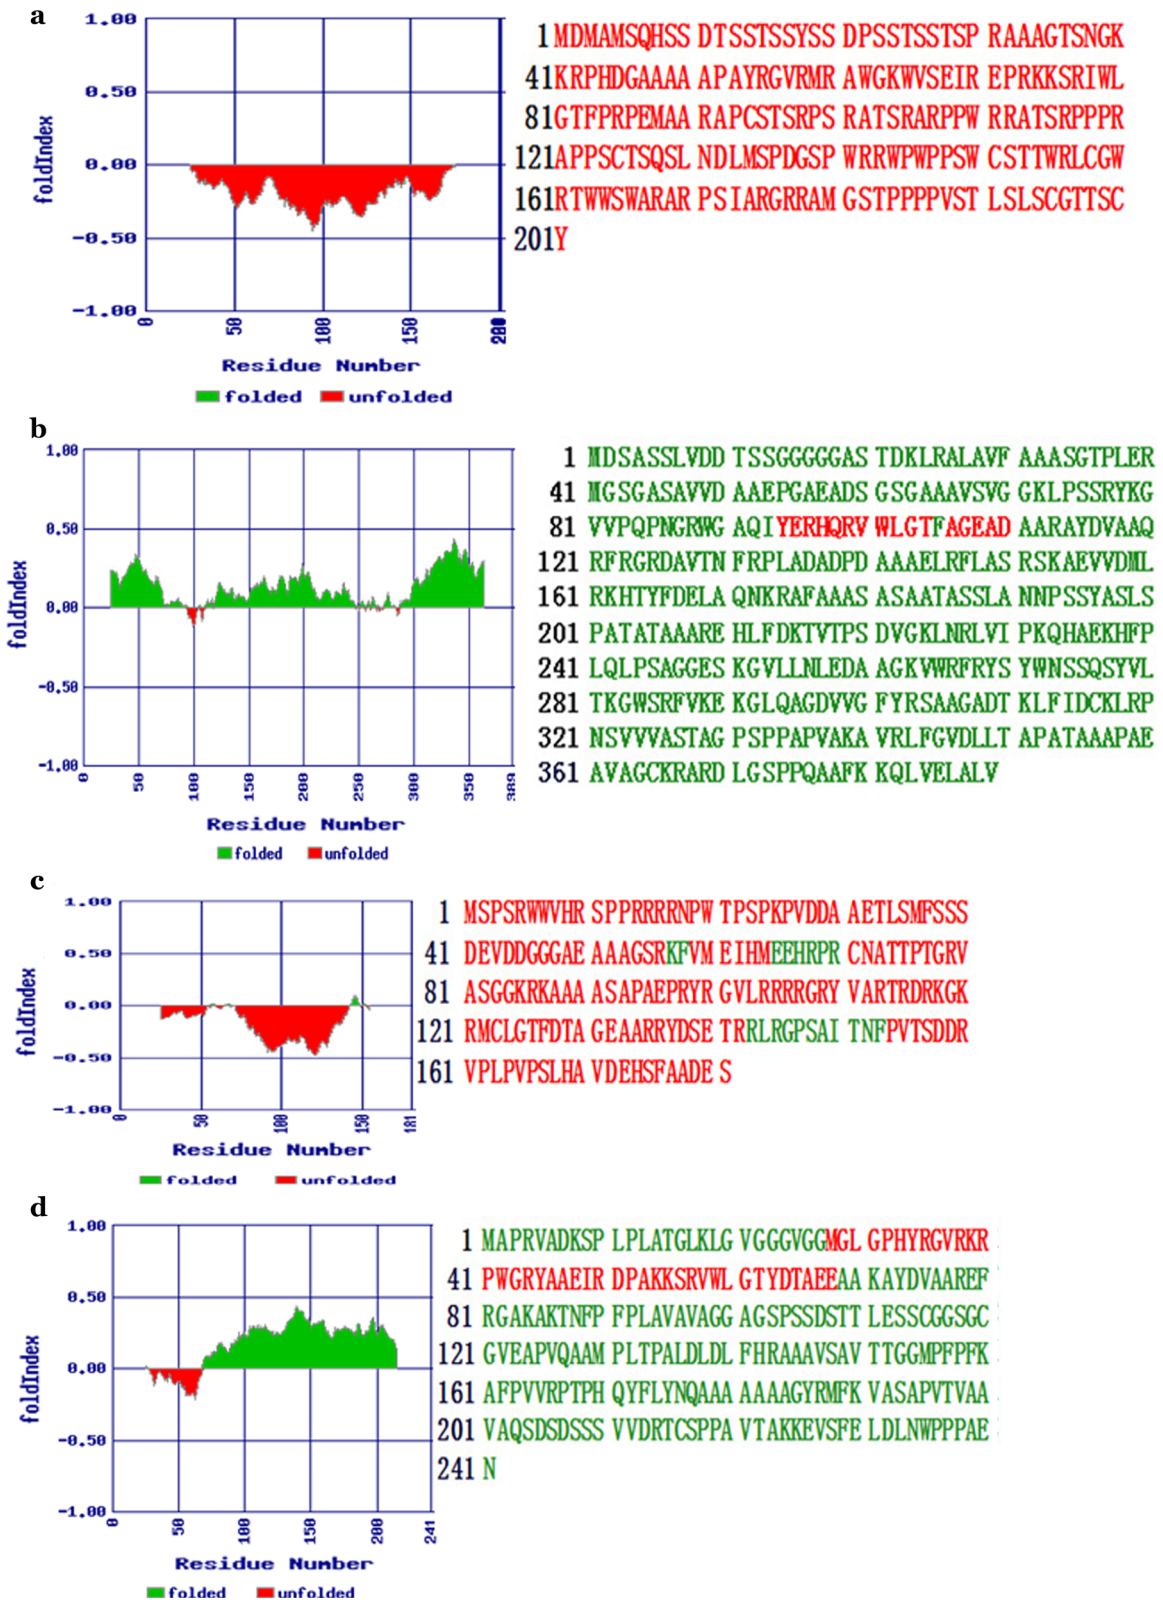 a
1.00
0.50
0.00
-0.50
-1.00
foldIndex
0 50 100 150 200
Residue Number
folded unfolded
1 MDMAMSQHSS DTSSTSSYSS DPSSTSSTSP RAAAGTSNGK
41 KRPHDGAAAA APAYRGVRMR AWGKWVSEIR EPRKKSRIWL
81 GTFPRPEMAA RAPCSTSRPS RATSRARPPW RRATSRPPPR
121 APPSCTSQSL NDLMSPDGSP WRRWPWPPSW CSTTWRLCGW
161 RTWWSWARAR PSIARGRRAM GSTPPPPVST LSLSCGTTSC
201 Y
b
1.00
0.50
0.00
-0.50
-1.00
foldIndex
0 50 100 150 200 250 300 350 389
Residue Number
folded unfolded
1 MDSASSLVDD TSSGGGGGAS TDKLRALAVF AAASGTPLER
41 MGSGASAVVD AAEPGAEADS GSGAAAVSVG GKLPSSRYKG
81 VVPQPNGRWG AQIYERHQRV WLGTFAGEAD AARAYDVAAQ
121 RFRGRDAVTN FRPLADADPD AAAELRFLAS RSKAEVVDML
161 RKHTYFDELA QNKRAFAAAS ASAATASSLA NNPSSYASLS
201 PATATAAARE HLFDKTVTPS DVGKLNRLVI PKQHAEKHFP
241 LQLPSAGGES KGVLLNLEDA AGKVWRFRYS YWNSSQSYVL
281 TKGWSRFVKE KGLQAGDVVG FYRSAAGADT KLFIDCKLRP
321 NSVVVASTAG PSPPAPVAKA VRLFGVDLLT APATAAAPAE
361 AVAGCKRARD LGSPPQAAFK KQLVELALV
c
1.00
0.50
0.00
-0.50
-1.00
foldIndex
0 50 100 150 181
Residue Number
folded unfolded
1 MSPSRWWVHR SPPRRRRNPW TPSPKPVDDA AETLSMFSSS
41 DEVDDGGGAE AAAGSRKFVM EIHMEEHRPR CNATTPTGRV
81 ASGGKRKAAA ASAPAEPRYR GVLRRRRGRY VARTRDRKGK
121 RMCLGTFDTA GEAARRYDSE TRRLRGPSAI TNFPVTSDDR
161 VPLPVPSLHA VDEHSFAADE S
d
1.00
0.50
0.00
-0.50
-1.00
foldIndex
0 50 100 150 200 241
Residue Number
folded unfolded
1 MAPRVADKSP LPLATGLKLG VGGGVGGMGL GPHYRGVRKR
41 PWGRYAAEIR DPAKKSRVWL GTYDTAEEAA KAYDVAAREF
81 RGAKAKTNFP FPLAVAVAGG AGSPSSDSTT LESSCGGSGC
121 GVEAPVQAAM PLTPALDLDL FHRAAAVSAV TTGGMPFPFK
161 AFPVVRPTPH QYFLYNQAAA AAAAGYRMFK VASAPVTVAA
201 VAQSDSDSSS VVDRTCSPPA VTAKKEVSFE LDLNWPPPAE
241 N